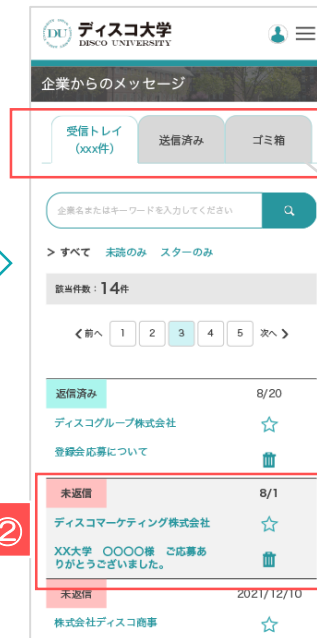 DU ディスコ大学
DISCO UNIVERSITY
企業からのメッセージ
受信トレイ
(xxx件)
送信済み
ゴミ箱
企業名またはキーワードを入力してください
> すべて 未読のみ スターのみ
該当件数：14件
❮前へ 1 2 3 4 5 次へ❯
返信済み 8/20
ディスコグループ株式会社
登録会応募について
②
未返信 8/1
ディスコマーケティング株式会社
XX大学 〇〇〇〇様 ご応募あ
りがとうございました。
未返信 2021/12/10
株式会社ディスコ商事